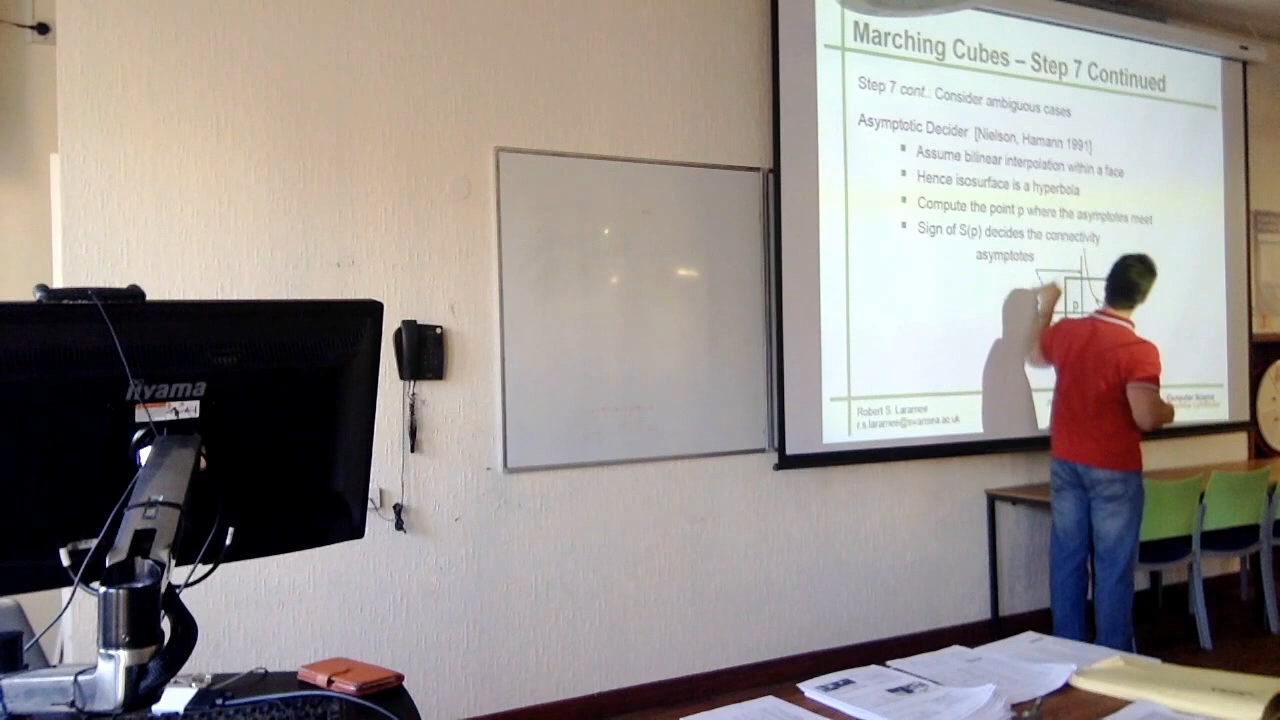 Marching Cubes – Step 7 Continued
Step 7 cont.: Consider ambiguous cases
Asymptotic Decider [Nielson, Hamann 1991]
Assume bilinear interpolation within a face
Hence isosurface is a hyperbola
Compute the point p where the asymptotes meet
Sign of S(p) decides the connectivity
asymptotes
p
Robert S. Laramee
r.s.laramee@swansea.ac.uk
Computer Science
iiyama